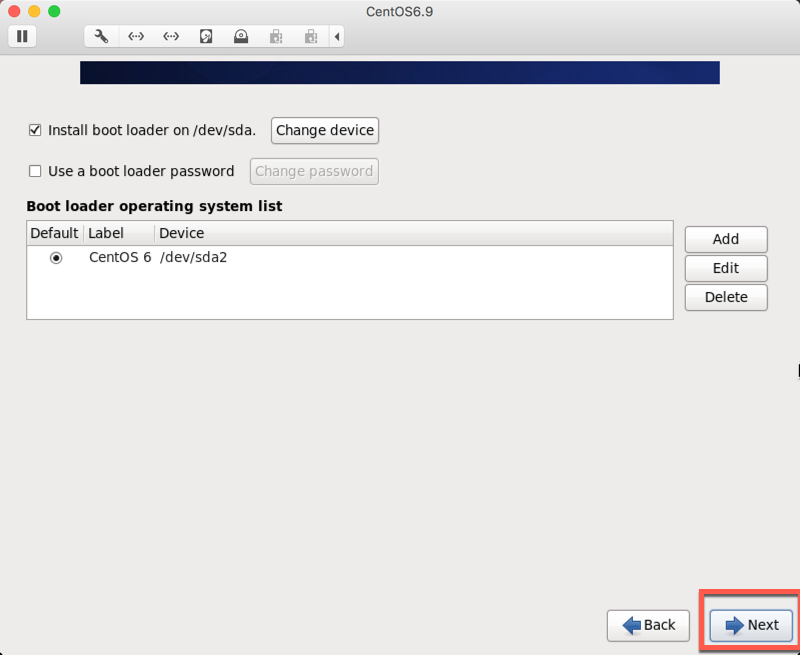 CentOS6.9
Install boot loader on /dev/sda. Change device
Use a boot loader password Change password
Boot loader operating system list
Default Label Device
CentOS 6 /dev/sda2
Add
Edit
Delete
Back Next